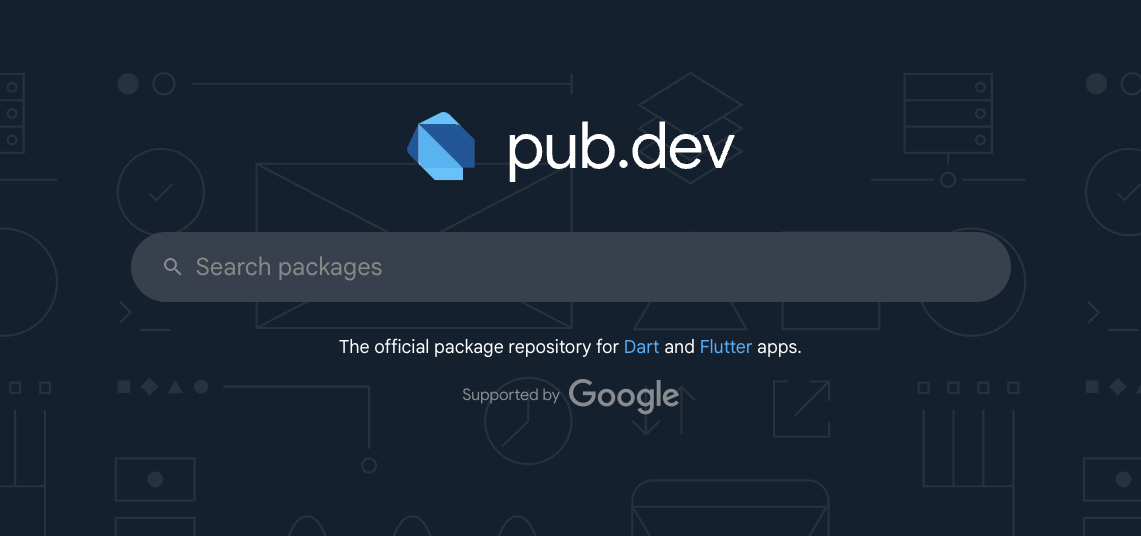 pub.dev
Search packages
The official package repository for Dart and Flutter apps.
Supported by Google